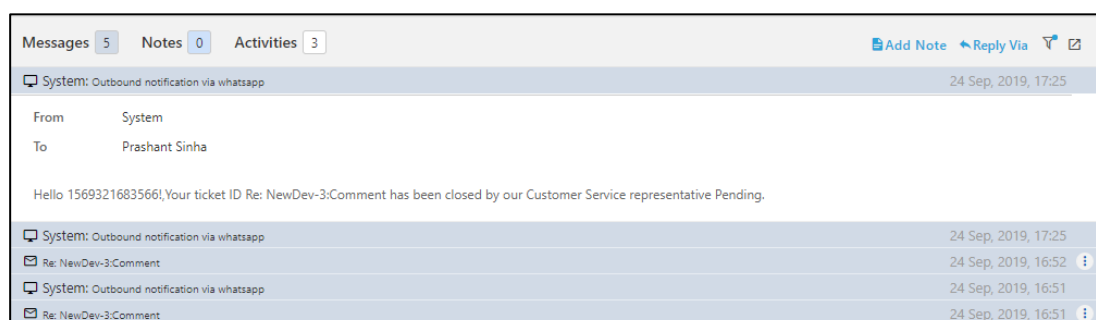 Messages 5 Notes 0 Activities 3 Add Note Reply Via
System: Outbound notification via whatsapp 24 Sep, 2019, 17:25
From System
To Prashant Sinha
Hello 1569321683566!,Your ticket ID Re: NewDev-3:Comment has been closed by our Customer Service representative Pending.
System: Outbound notification via whatsapp 24 Sep, 2019, 17:25
Re: NewDev-3:Comment 24 Sep, 2019, 16:52
System: Outbound notification via whatsapp 24 Sep, 2019, 16:51
Re: NewDev-3:Comment 24 Sep, 2019, 16:51